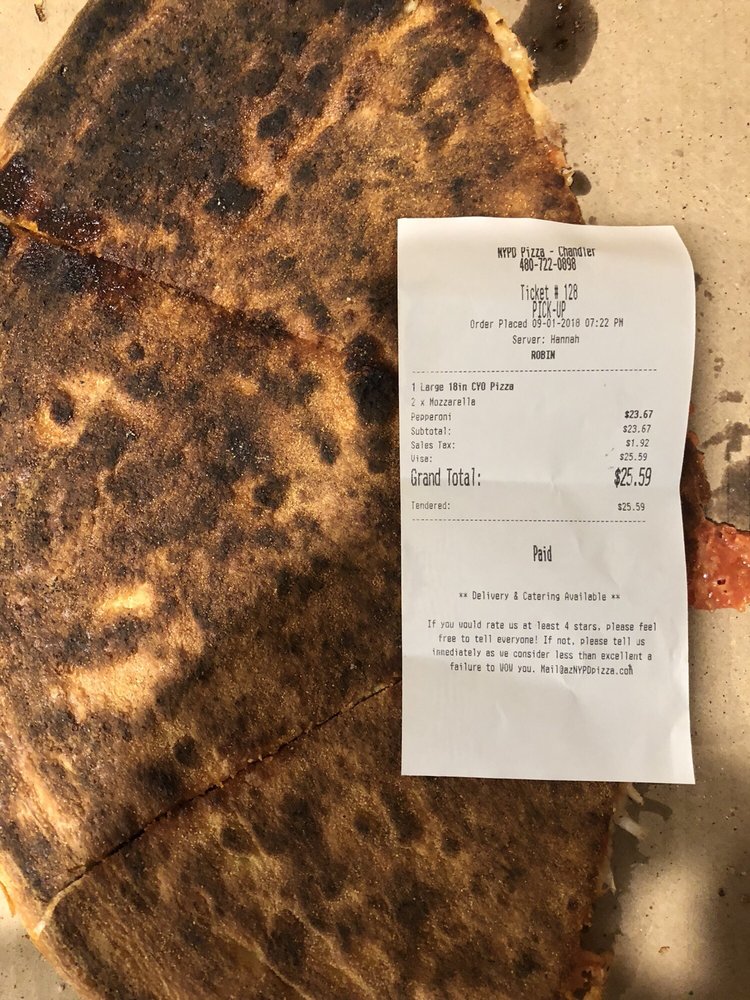 NYPD Pizza - Chandler
480-722-0898
Ticket # 128
PICK-UP
Order Placed 09-01-2018 07:22 PM
Server: Hannah
ROBIN
1 Large 18in CYO Pizza
2 x Mozzarella
Pepperoni $23.67
Subtotal: $23.67
Sales Tax: $1.92
Visa: $25.59
Grand Total: $25.59
Tendered: $25.59
Paid
** Delivery & Catering Available **
If you would rate us at least 4 stars, please feel
free to tell everyone! If not, please tell us
immediately as we consider less than excellent a
failure to WOW you. Mail@azNYPDpizza.com